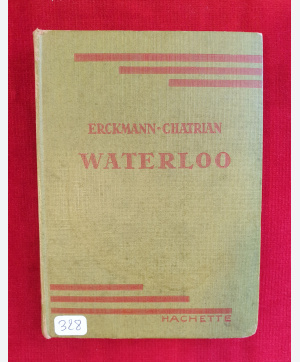 ERCKMANN-CHATRIAN
WATERLOO
HACHETTE
328